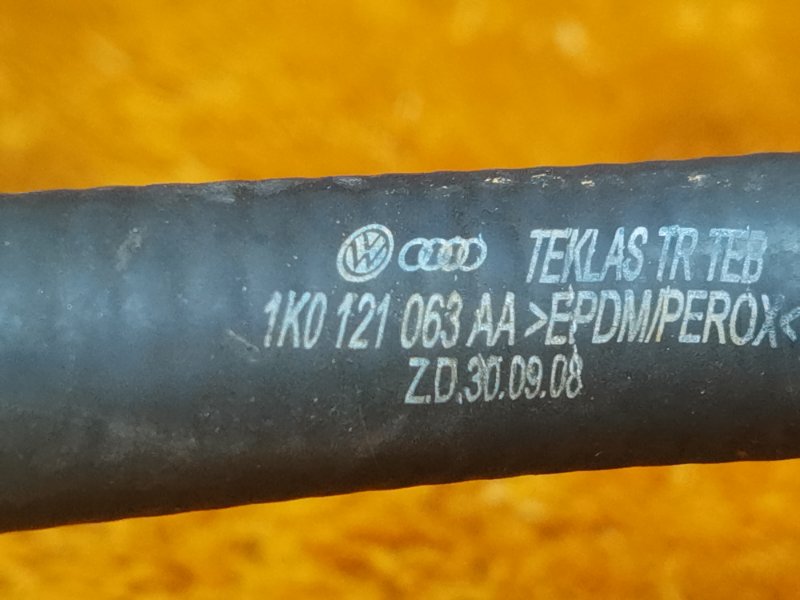 TEKLAS TR TEB
1K0 121 063 AA >EPDM/PEROX<
Z.D.30.09.08